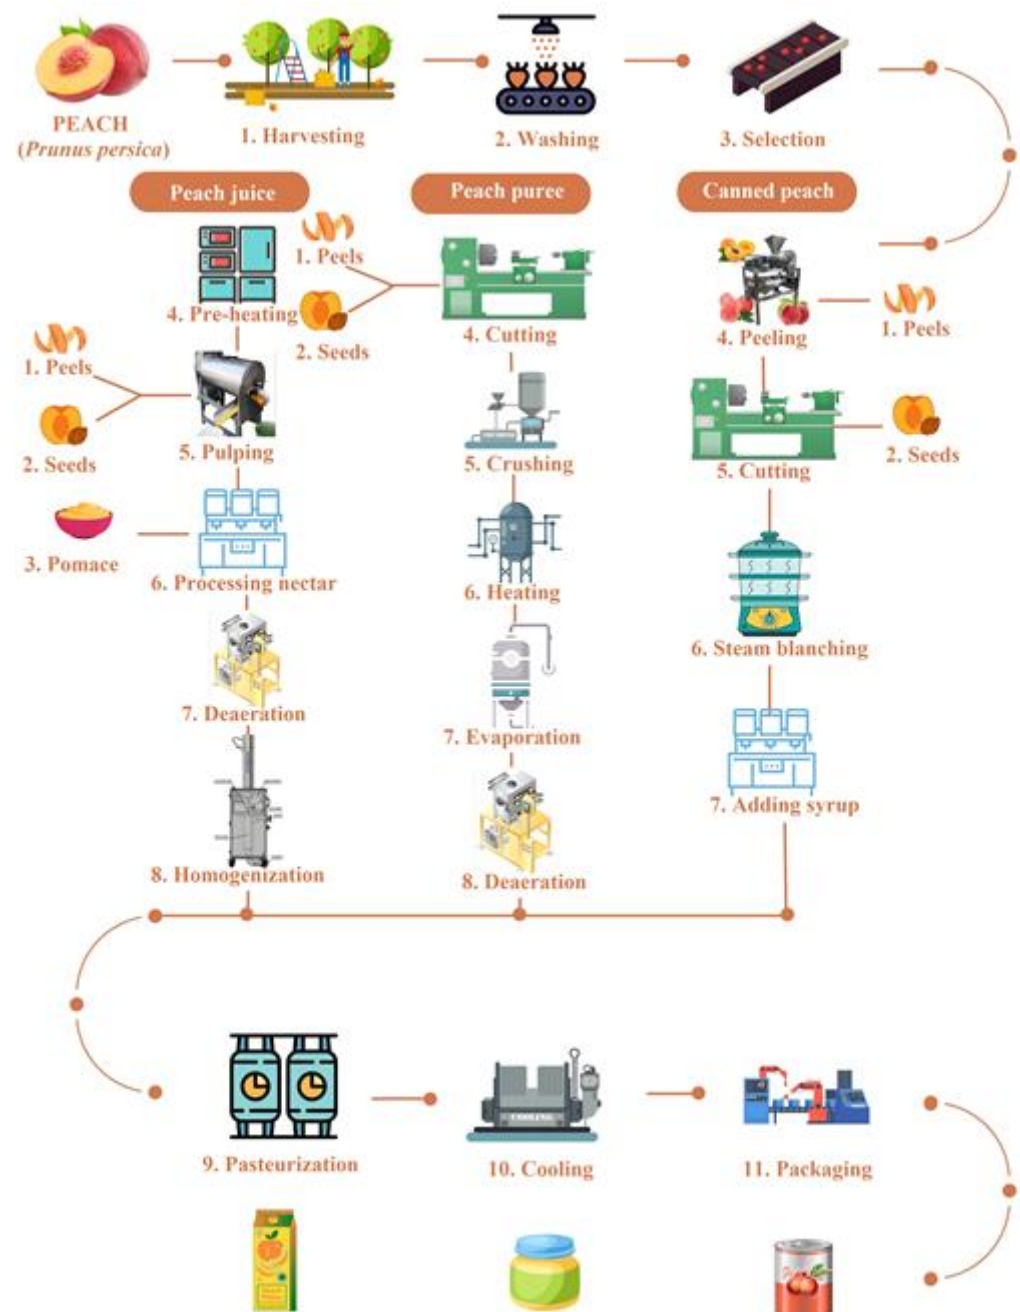 PEACH
(Prunus persica)
1. Harvesting
2. Washing
3. Selection
Peach juice
Peach puree
Canned peach
4. Pre-heating
1. Peels
2. Seeds
5. Pulping
3. Pomace
6. Processing nectar
7. Deaeration
8. Homogenization
1. Peels
2. Seeds
4. Cutting
5. Crushing
6. Heating
7. Evaporation
8. Deaeration
4. Peeling
1. Peels
5. Cutting
2. Seeds
6. Steam blanching
7. Adding syrup
9. Pasteurization
COOLING
10. Cooling
11. Packaging